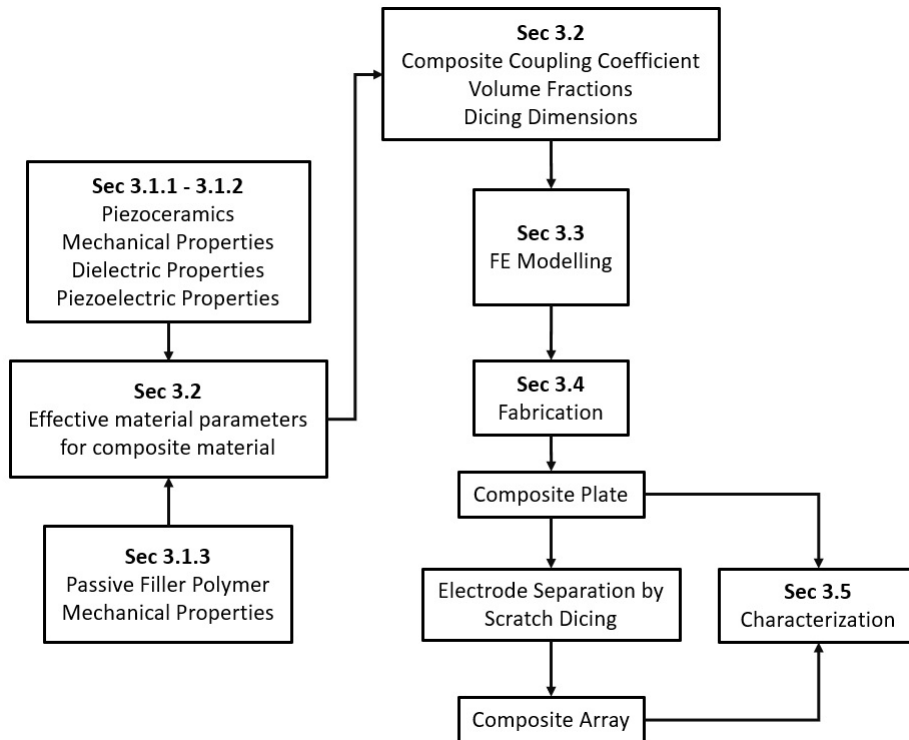 Sec 3.2
Composite Coupling Coefficient
Volume Fractions
Dicing Dimensions
Sec 3.1.1 - 3.1.2
Piezoceramics
Mechanical Properties
Dielectric Properties
Piezoelectric Properties
Sec 3.3
FE Modelling
Sec 3.2
Effective material parameters
for composite material
Sec 3.4
Fabrication
Composite Plate
Sec 3.1.3
Passive Filler Polymer
Mechanical Properties
Electrode Separation by
Scratch Dicing
Sec 3.5
Characterization
Composite Array